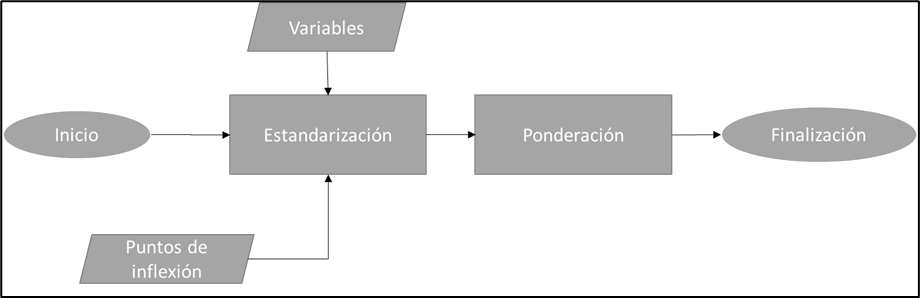 Variables
Inicio
Estandarización
Ponderación
Finalización
Puntos de
inflexión